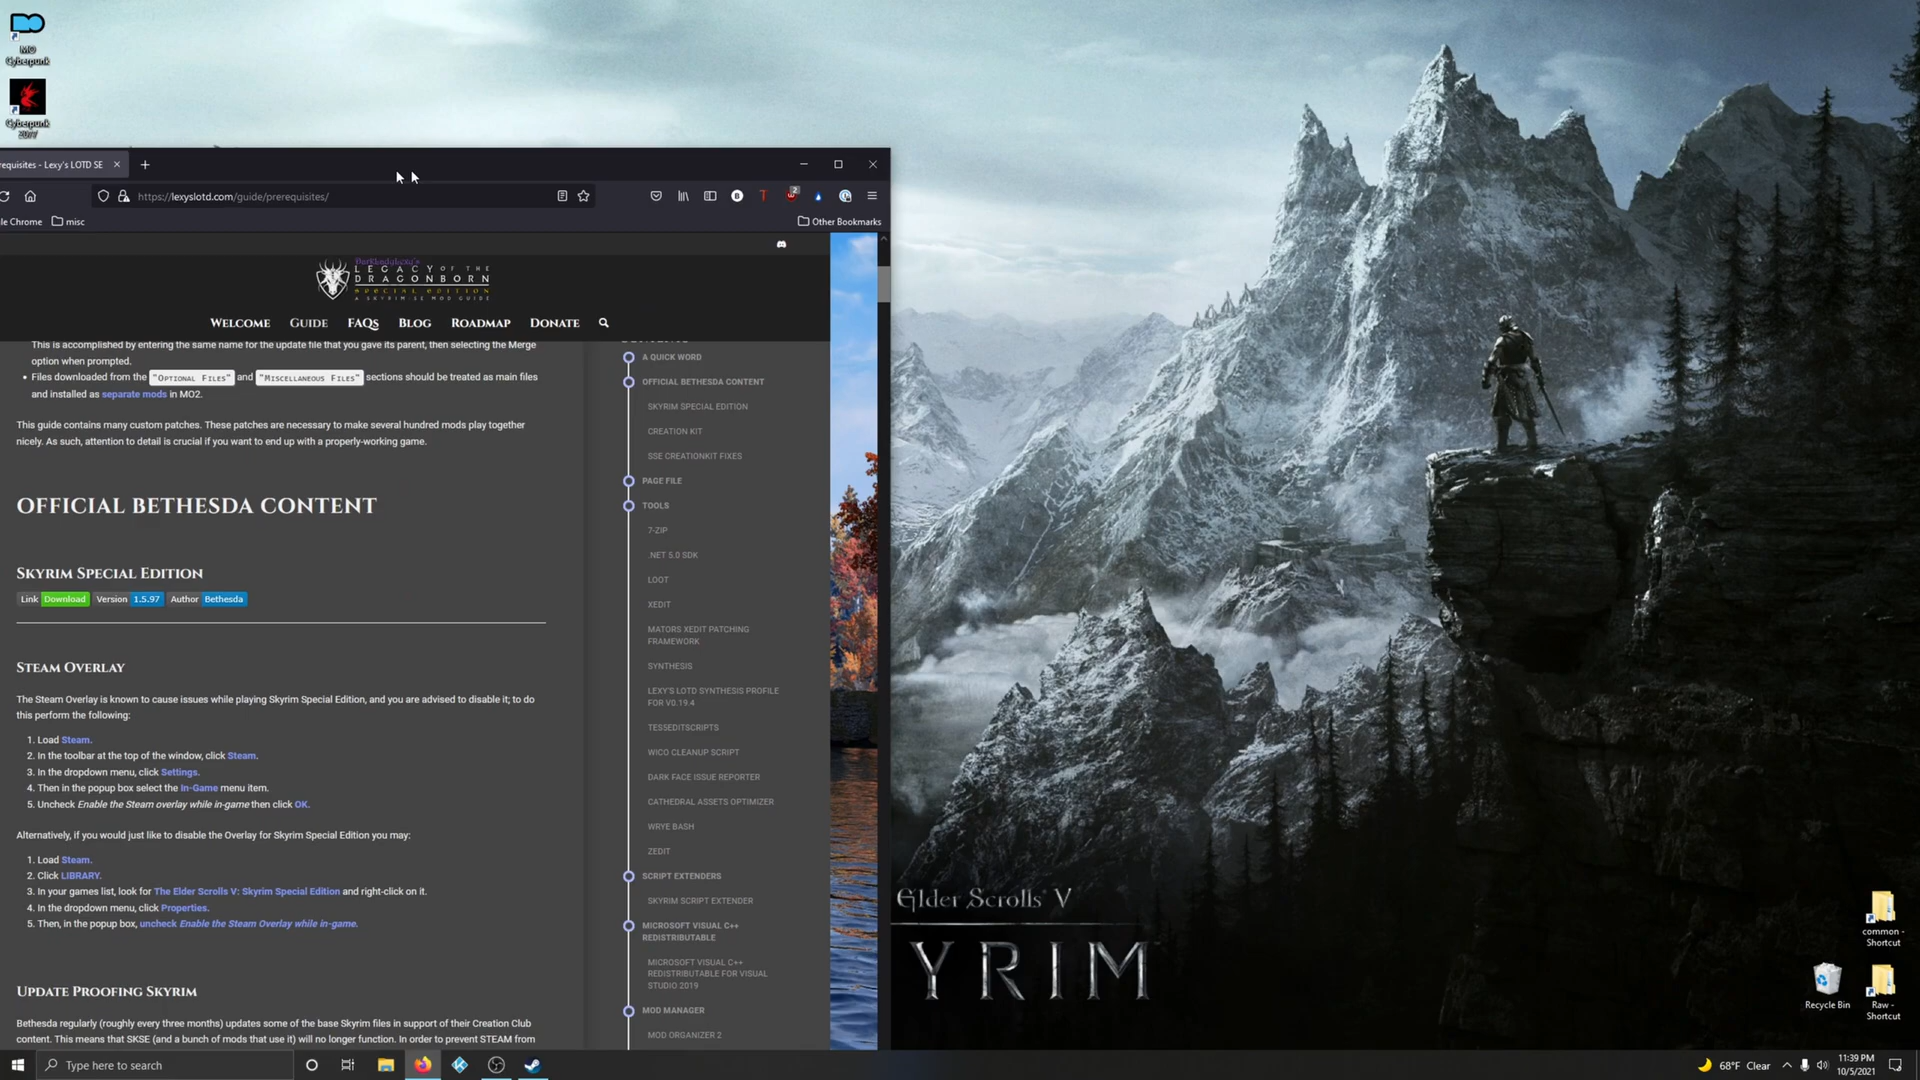 MO
Cyberpunk
Cyberpunk
2077
requisites - Lexy's LOTD SE
https://lexyslotd.com/guide/prerequisites/
2
le Chrome
misc
Other Bookmarks
DarkladyLexy's
LEGACY OF THE
DRAGONBORN
SPECIAL EDITION
A SKYRIM SE MOD GUIDE
WELCOME GUIDE FAQS BLOG ROADMAP DONATE
This is accomplished by entering the same name for the update file that you gave its parent, then selecting the Merge
option when prompted.
• Files downloaded from the "OPTIONAL FILES" and "MISCELLANEOUS FILES" sections should be treated as main files
and installed as separate mods in MO2.
This guide contains many custom patches. These patches are necessary to make several hundred mods play together
nicely. As such, attention to detail is crucial if you want to end up with a properly-working game.
OFFICIAL BETHESDA CONTENT
SKYRIM SPECIAL EDITION
Link Download Version 1.5.97 Author Bethesda
STEAM OVERLAY
The Steam Overlay is known to cause issues while playing Skyrim Special Edition, and you are advised to disable it; to do
this perform the following:
1. Load Steam.
2. In the toolbar at the top of the window, click Steam.
3. In the dropdown menu, click Settings.
4. Then in the popup box select the In-Game menu item.
5. Uncheck Enable the Steam overlay while in-game then click OK.
Alternatively, if you would just like to disable the Overlay for Skyrim Special Edition you may:
1. Load Steam.
2. Click LIBRARY.
3. In your games list, look for The Elder Scrolls V: Skyrim Special Edition and right-click on it.
4. In the dropdown menu, click Properties.
5. Then, in the popup box, uncheck Enable the Steam Overlay while in-game.
UPDATE PROOFING SKYRIM
Bethesda regularly (roughly every three months) updates some of the base Skyrim files in support of their Creation Club
content. This means that SKSE (and a bunch of mods that use it) will no longer function. In order to prevent STEAM from
A QUICK WORD
OFFICIAL BETHESDA CONTENT
SKYRIM SPECIAL EDITION
CREATION KIT
SSE CREATIONKIT FIXES
PAGE FILE
TOOLS
7-ZIP
.NET 5.0 SDK
LOOT
XEDIT
MATORS XEDIT PATCHING
FRAMEWORK
SYNTHESIS
LEXY'S LOTD SYNTHESIS PROFILE
FOR V0.19.4
TES5EDITSCRIPTS
WICO CLEANUP SCRIPT
DARK FACE ISSUE REPORTER
CATHEDRAL ASSETS OPTIMIZER
WRYE BASH
ZEDIT
SCRIPT EXTENDERS
SKYRIM SCRIPT EXTENDER
MICROSOFT VISUAL C++
REDISTRIBUTABLE
MICROSOFT VISUAL C++
REDISTRIBUTABLE FOR VISUAL
STUDIO 2019
MOD MANAGER
MOD ORGANIZER 2
Elder Scrolls V
YRIM
common -
Shortcut
Recycle Bin
Raw -
Shortcut
Type here to search
68°F Clear
11:39 PM
10/5/2021